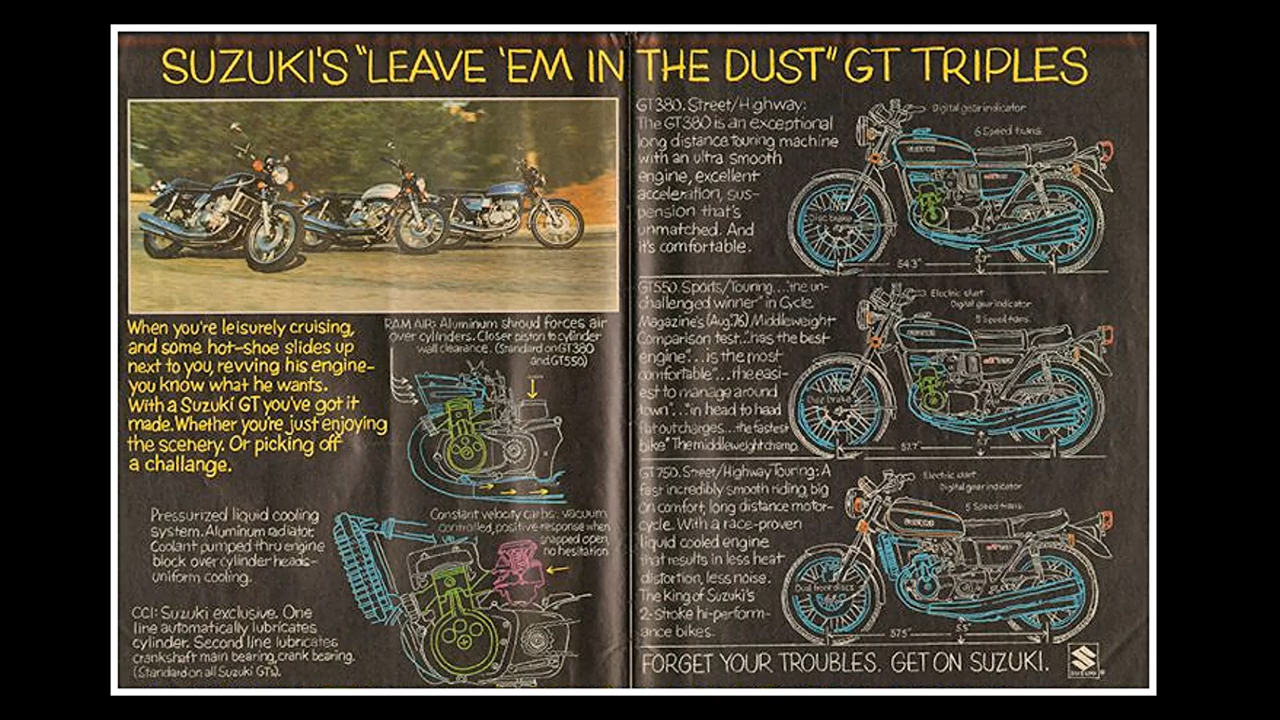 SUZUKI'S "LEAVE 'EM IN THE DUST" GT TRIPLES
When you're leisurely cruising,
and some hot-shoe slides up
next to you, revving his engine-
you know what he wants.
With a Suzuki GT you've got it
made. Whether you're just enjoying
the scenery. Or picking off
a challange.
RAM AIR: Aluminum shroud forces air
over cylinders. Closer piston to cylinder
wall clearance. (Standard on GT380
and GT550)
Pressurized liquid cooling
system. Aluminum radiator.
Coolant pumped thru engine
block over cylinder heads-
uniform cooling.
Constant velocity carbs: vacuum
controlled, positive response when
snapped open,
no hesitation
CCI: Suzuki exclusive. One
line automatically lubricates
cylinder. Second line lubricates
crankshaft main bearing, crank bearing.
(Standard on all Suzuki GTs).
GT380. Street/Highway:
The GT380 is an exceptional
long distance touring machine
with an ultra smooth
engine, excellent
acceleration, sus-
pension that's
unmatched. And
it's comfortable.
Digital gear indicator
6 Speed trans.
Disc brake
54.3"
GT550. Sports/Touring..."the un-
challenged winner" in Cycle
Magazine's (Aug.'76) Middleweight
Comparison test..."has the best
engine"..."is the most
comfortable"..."the easi-
est to manage around
town"..."in head to head
flat out charges...the fastest
bike" The middleweight champ.
Electric start
Digital gear indicator
5 Speed trans.
Disc brake
57.7"
GT750. Street/Highway Touring: A
fast incredibly smooth riding big
on comfort, long distance motor-
cycle. With a race-proven
liquid cooled engine
that results in less heat
distortion, less noise.
The king of Suzuki's
2-stroke hi-perform-
ance bikes.
Electric start
Digital gear indicator
5 Speed trans.
SUZUKI
Dual front discs
57.5"
5.5"
FORGET YOUR TROUBLES. GET ON SUZUKI.
SUZUKI